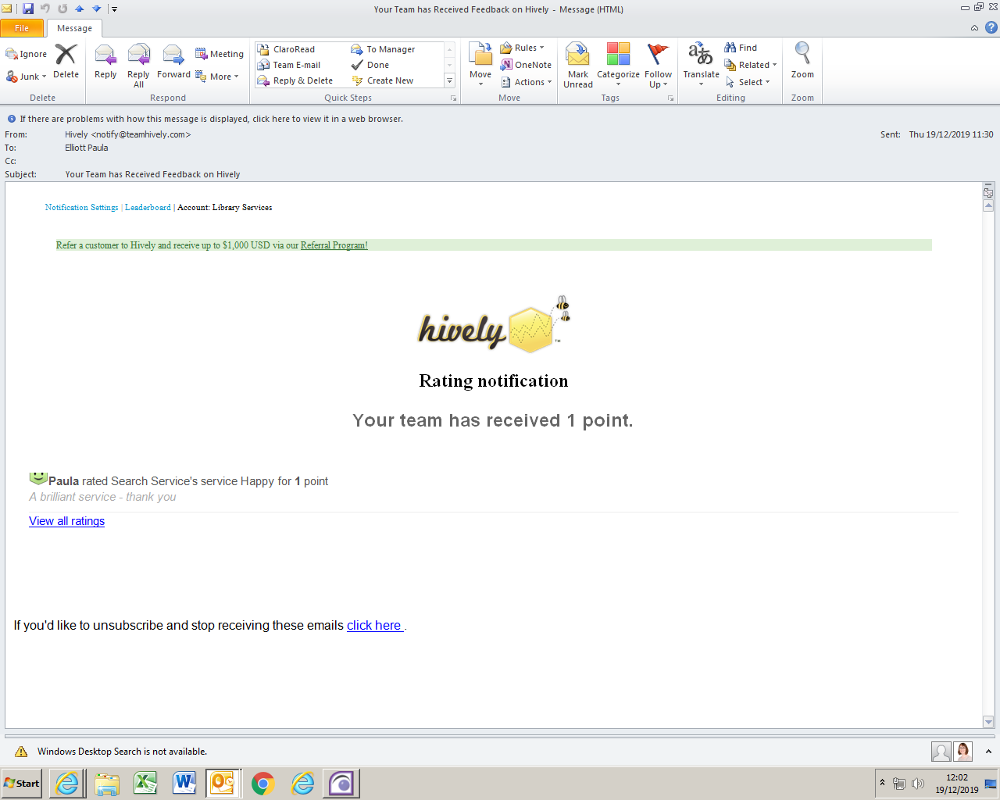 Your Team has Received Feedback on Hively - Message (HTML)
File Message
Ignore
Junk
Delete
Delete
Reply
Reply All
Forward
Meeting
More
Respond
ClaroRead
Team E-mail
Reply & Delete
To Manager
Done
Create New
Quick Steps
Move
Rules
OneNote
Actions
Move
Mark Unread
Categorize
Follow Up
Tags
Translate
Find
Related
Select
Editing
Zoom
Zoom
If there are problems with how this message is displayed, click here to view it in a web browser.
From: Hively <notify@teamhively.com> Sent: Thu 19/12/2019 11:30
To: Elliott Paula
Cc:
Subject: Your Team has Received Feedback on Hively
Notification Settings | Leaderboard | Account: Library Services
Refer a customer to Hively and receive up to $1,000 USD via our Referral Program!
hively ™
Rating notification
Your team has received 1 point.
Paula rated Search Service's service Happy for 1 point
A brilliant service - thank you
View all ratings
If you'd like to unsubscribe and stop receiving these emails click here .
Windows Desktop Search is not available.
Start
12:02
19/12/2019